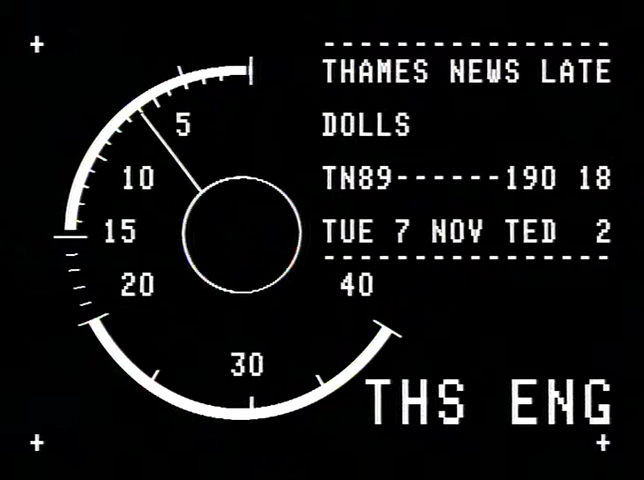 THAMES NEWS LATE
DOLLS
TN89------190 18
TUE 7 NOV TED 2
5
10
15
20
30
40
THS ENG